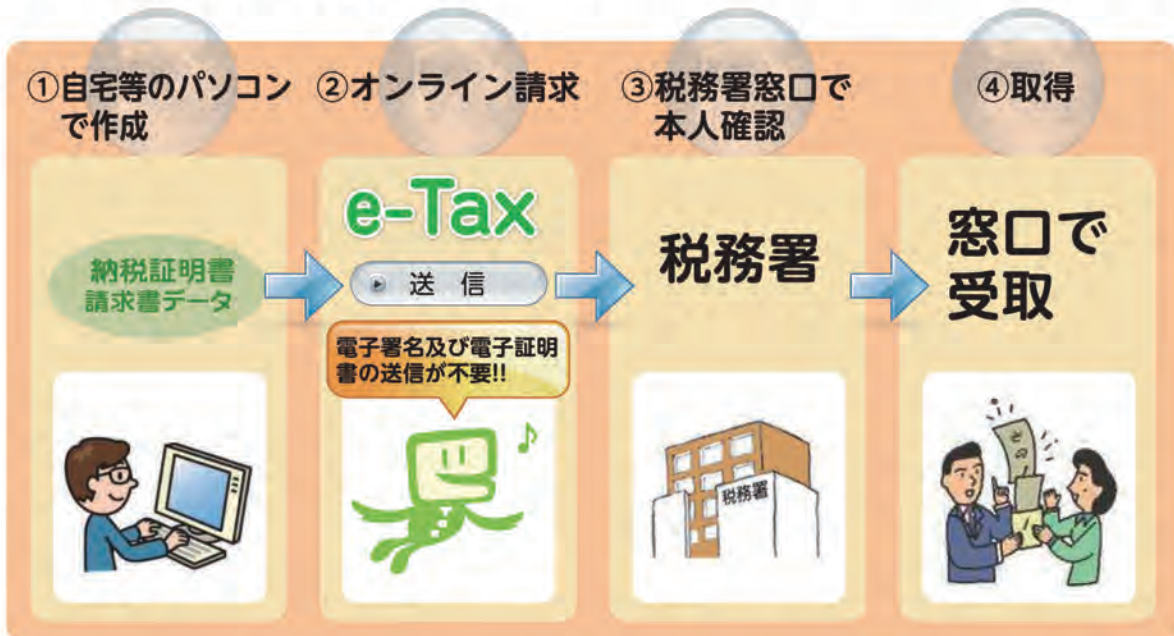 ①自宅等のパソコン
で作成
②オンライン請求
③税務署窓口で
本人確認
④取得
納税証明書
請求書データ
e-Tax
送 信
電子署名及び電子証明
書の送信が不要!!
税務署
税務署
窓口で
受取
その1